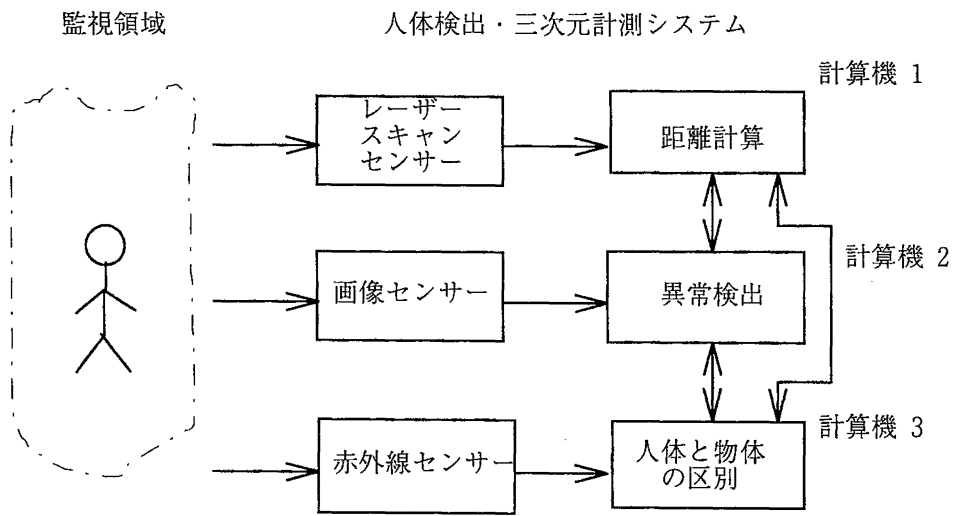 監視領域
人体検出・三次元計測システム
計算機 1
レーザー
スキャン
センサー
距離計算
計算機 2
画像センサー
異常検出
計算機 3
赤外線センサー
人体と物体
の区別